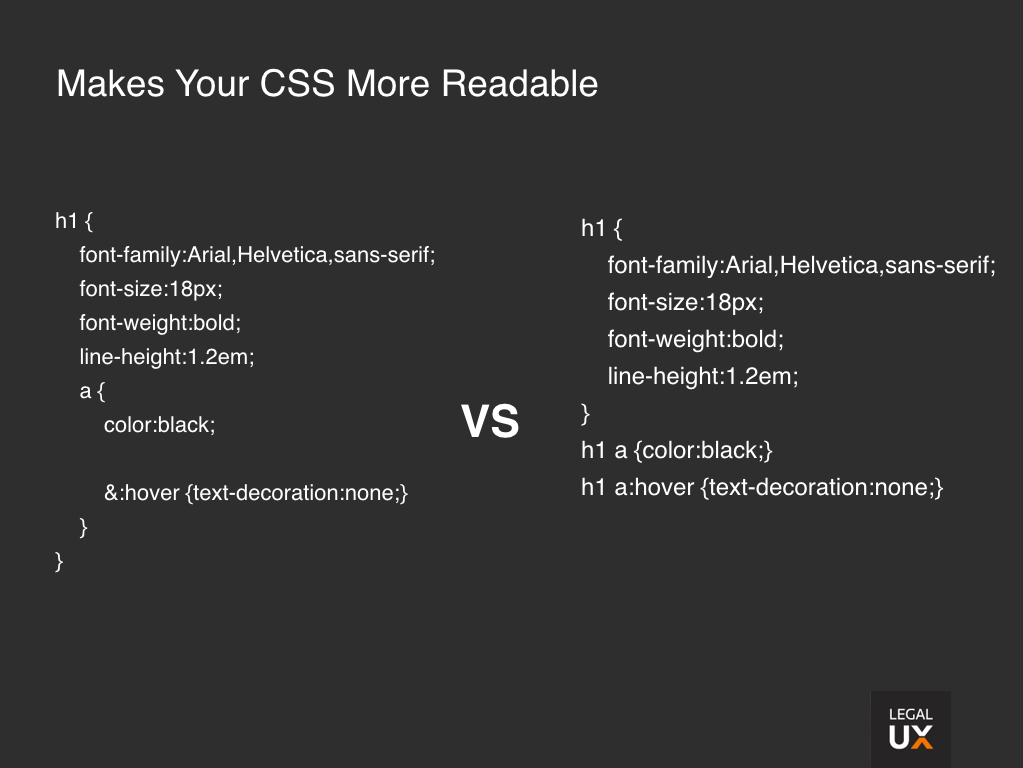 Makes Your CSS More Readable
h1 {
font-family:Arial,Helvetica,sans-serif;
font-size:18px;
font-weight:bold;
line-height:1.2em;
a {
color:black;
&:hover {text-decoration:none;}
}
}
VS
h1 {
font-family:Arial,Helvetica,sans-serif;
font-size:18px;
font-weight:bold;
line-height:1.2em;
}
h1 a {color:black;}
h1 a:hover {text-decoration:none;}
LEGAL
UX